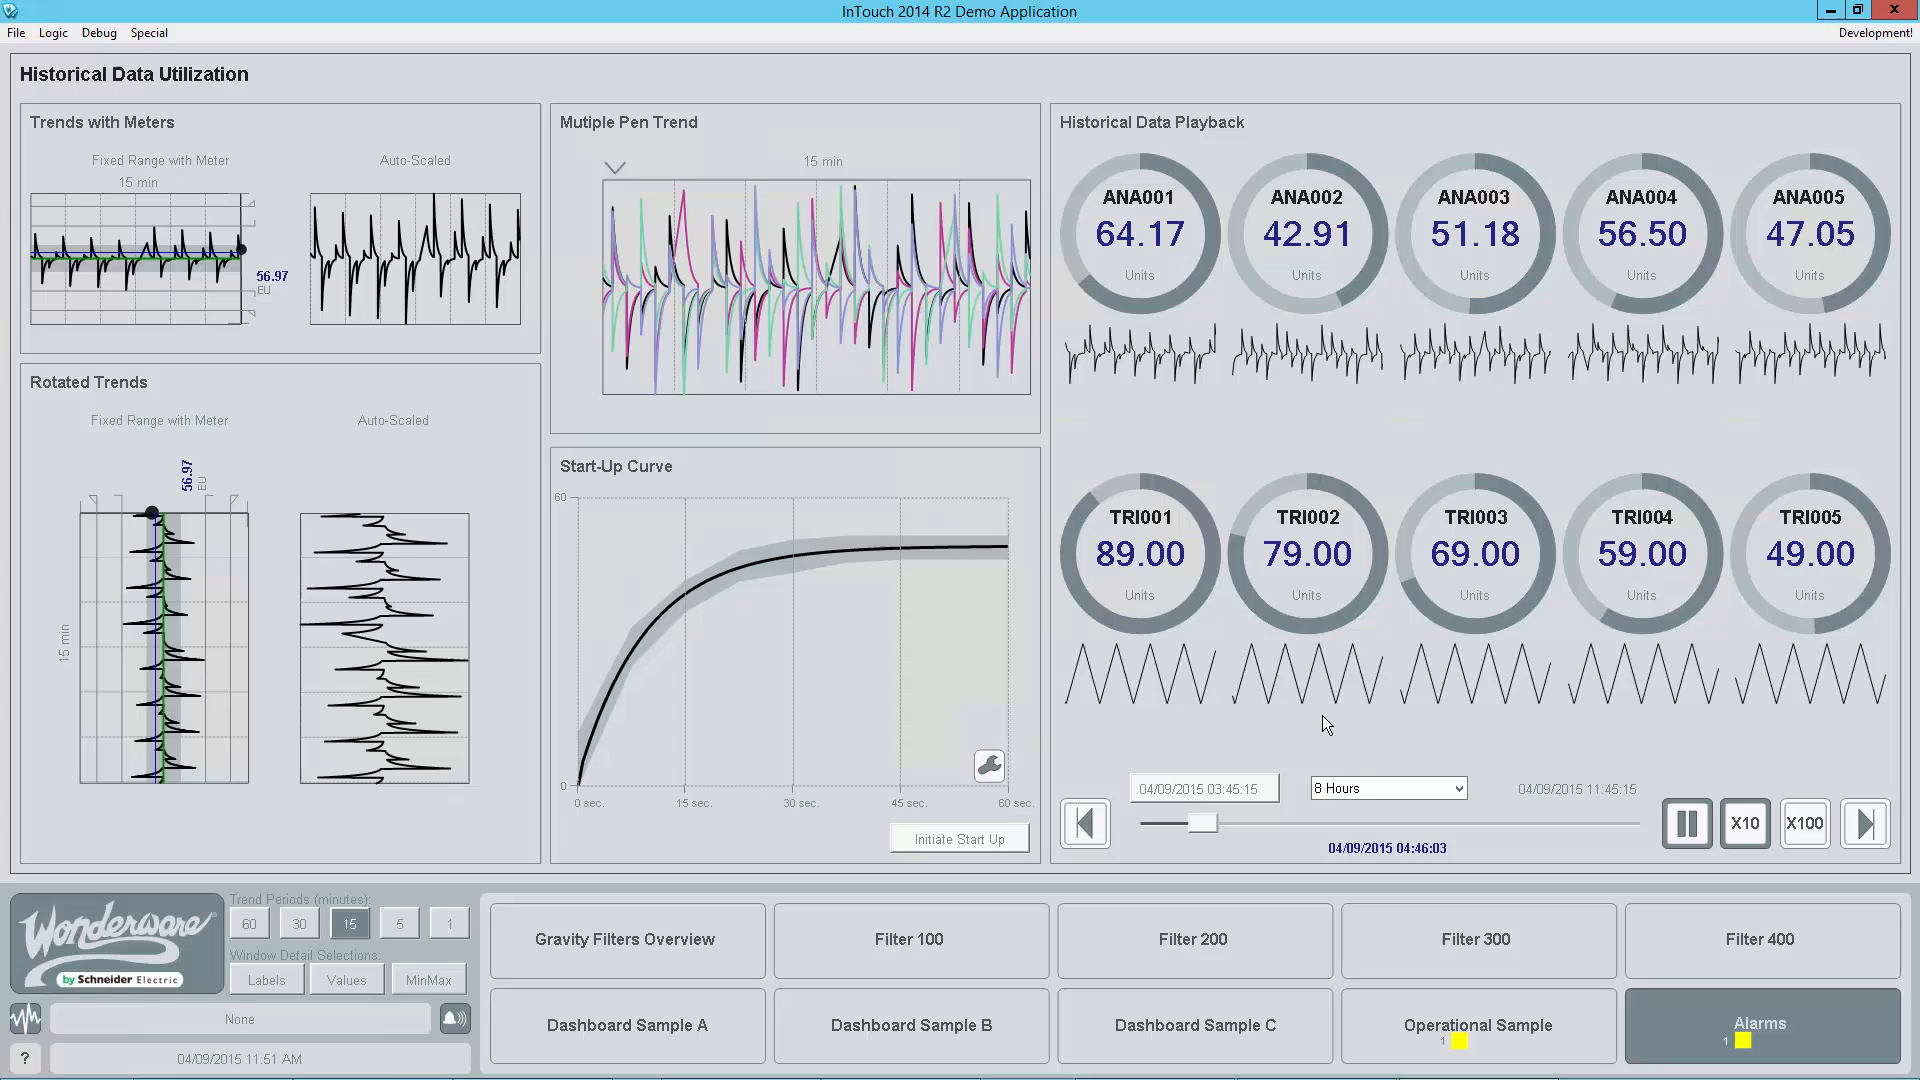 InTouch 2014 R2 Demo Application
File Logic Debug Special Development!
Historical Data Utilization
Trends with Meters
Fixed Range with Meter
15 min
Auto-Scaled
56.97
EU
Rotated Trends
Fixed Range with Meter
Auto-Scaled
56.97
EU
15 min
Mutiple Pen Trend
15 min
Start-Up Curve
60
0
0 sec. 15 sec. 30 sec. 45 sec. 60 sec.
Initiate Start Up
Historical Data Playback
ANA001 ANA002 ANA003 ANA004 ANA005
64.17 42.91 51.18 56.50 47.05
Units Units Units Units Units
TRI001 TRI002 TRI003 TRI004 TRI005
89.00 79.00 69.00 59.00 49.00
Units Units Units Units Units
04/09/2015 03:45:15 8 Hours 04/09/2015 11:45:15
X10 X100
04/09/2015 04:46:03
Wonderware
by Schneider Electric
Trend Periods (minutes):
60 30 15 5 1
Window Detail Selections:
Labels Values MinMax
None
? 04/09/2015 11:51 AM
Gravity Filters Overview Filter 100 Filter 200 Filter 300 Filter 400
Dashboard Sample A Dashboard Sample B Dashboard Sample C Operational Sample Alarms
1 1